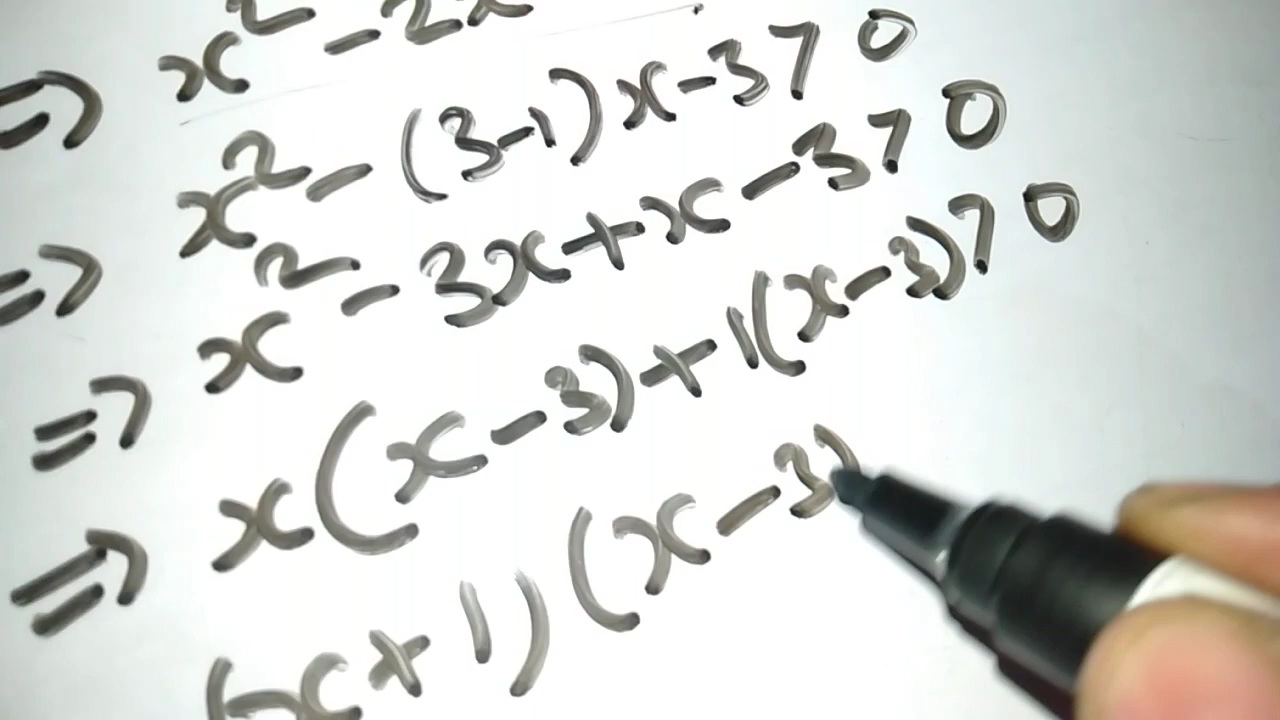 => x² - 2x
x² - (3-1)x - 3 > 0
=> x² - 3x + x - 3 > 0
=> x(x - 3) + 1(x - 3) > 0
=> (x + 1) (x - 3)